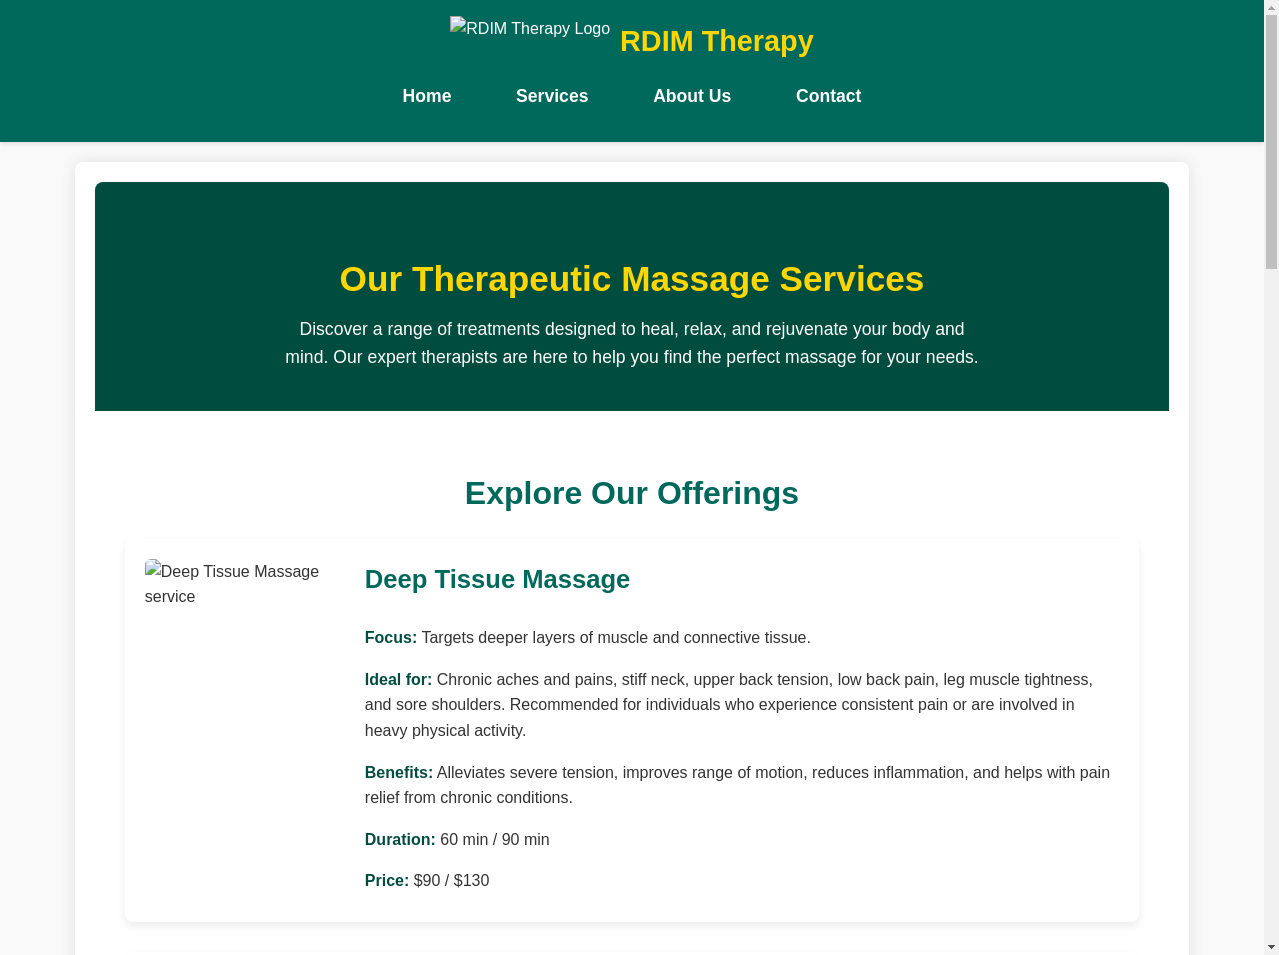 RDIM Therapy Logo
RDIM Therapy
Home Services About Us Contact
Our Therapeutic Massage Services
Discover a range of treatments designed to heal, relax, and rejuvenate your body and
mind. Our expert therapists are here to help you find the perfect massage for your needs.
Explore Our Offerings
Deep Tissue Massage
service
Deep Tissue Massage
Focus: Targets deeper layers of muscle and connective tissue.
Ideal for: Chronic aches and pains, stiff neck, upper back tension, low back pain, leg muscle tightness,
and sore shoulders. Recommended for individuals who experience consistent pain or are involved in
heavy physical activity.
Benefits: Alleviates severe tension, improves range of motion, reduces inflammation, and helps with pain
relief from chronic conditions.
Duration: 60 min / 90 min
Price: $90 / $130